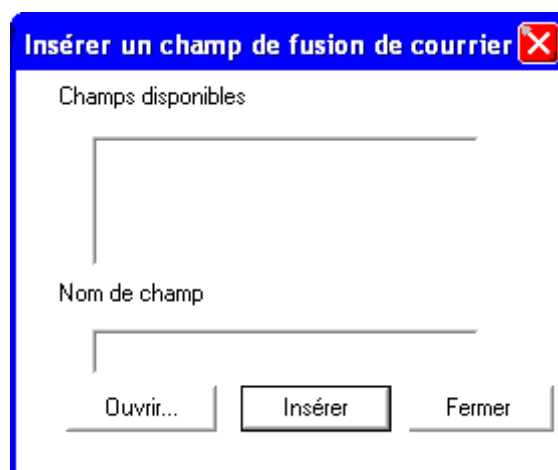 Insérer un champ de fusion de courrier
Champs disponibles
Nom de champ
Ouvrir... Insérer Fermer